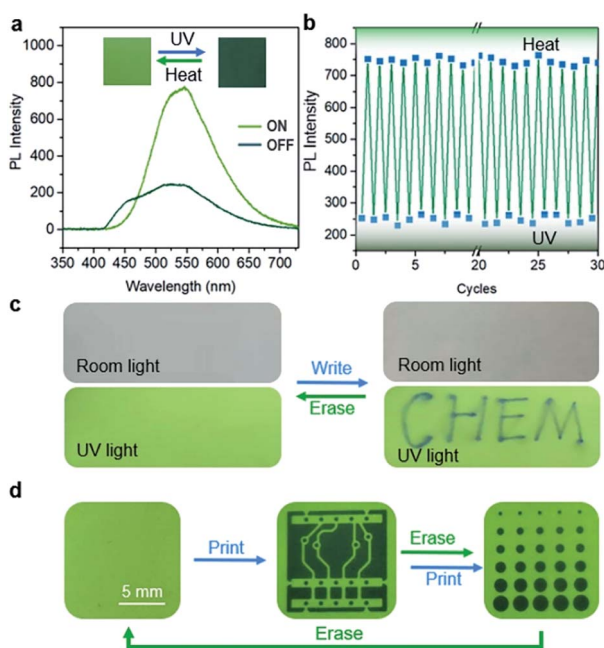 a
1000
800
600
400
200
0
PL Intensity
UV
Heat
ON
OFF
350 400 450 500 550 600 650 700
Wavelength (nm)
b
800
700
600
500
400
300
200
PL Intensity
Heat
UV
0 5 20 25 30
Cycles
c
Room light
UV light
Write
Erase
Room light
CHEM
UV light
d
5 mm
Print
Erase
Print
Erase